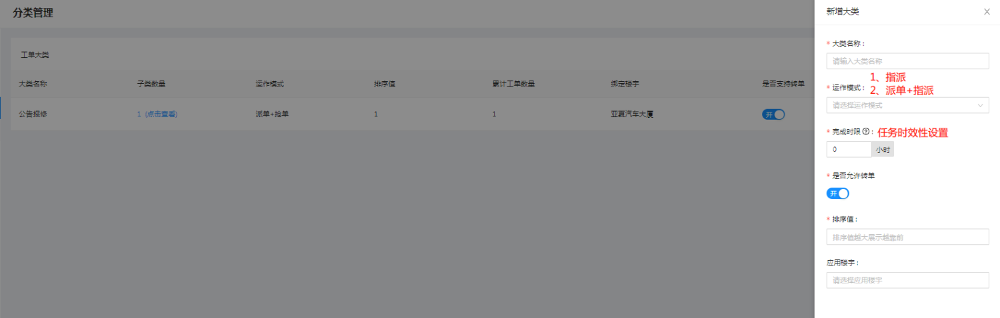 分类管理
工单大类
大类名称 子类数量 运作模式 排序值 累计工单数量 绑定楼宇 是否支持转单
公告报修 1 (点击查看) 派单+抢单 1 1 亚夏汽车大厦 开
新增大类
* 大类名称：
请输入大类名称
1、指派
* 运作模式： 2、派单+指派
请选择运作模式
* 完成时限 ?： 任务时效性设置
0 小时
* 是否允许转单
开
* 排序值：
排序值越大展示越靠前
应用楼宇：
请选择应用楼宇